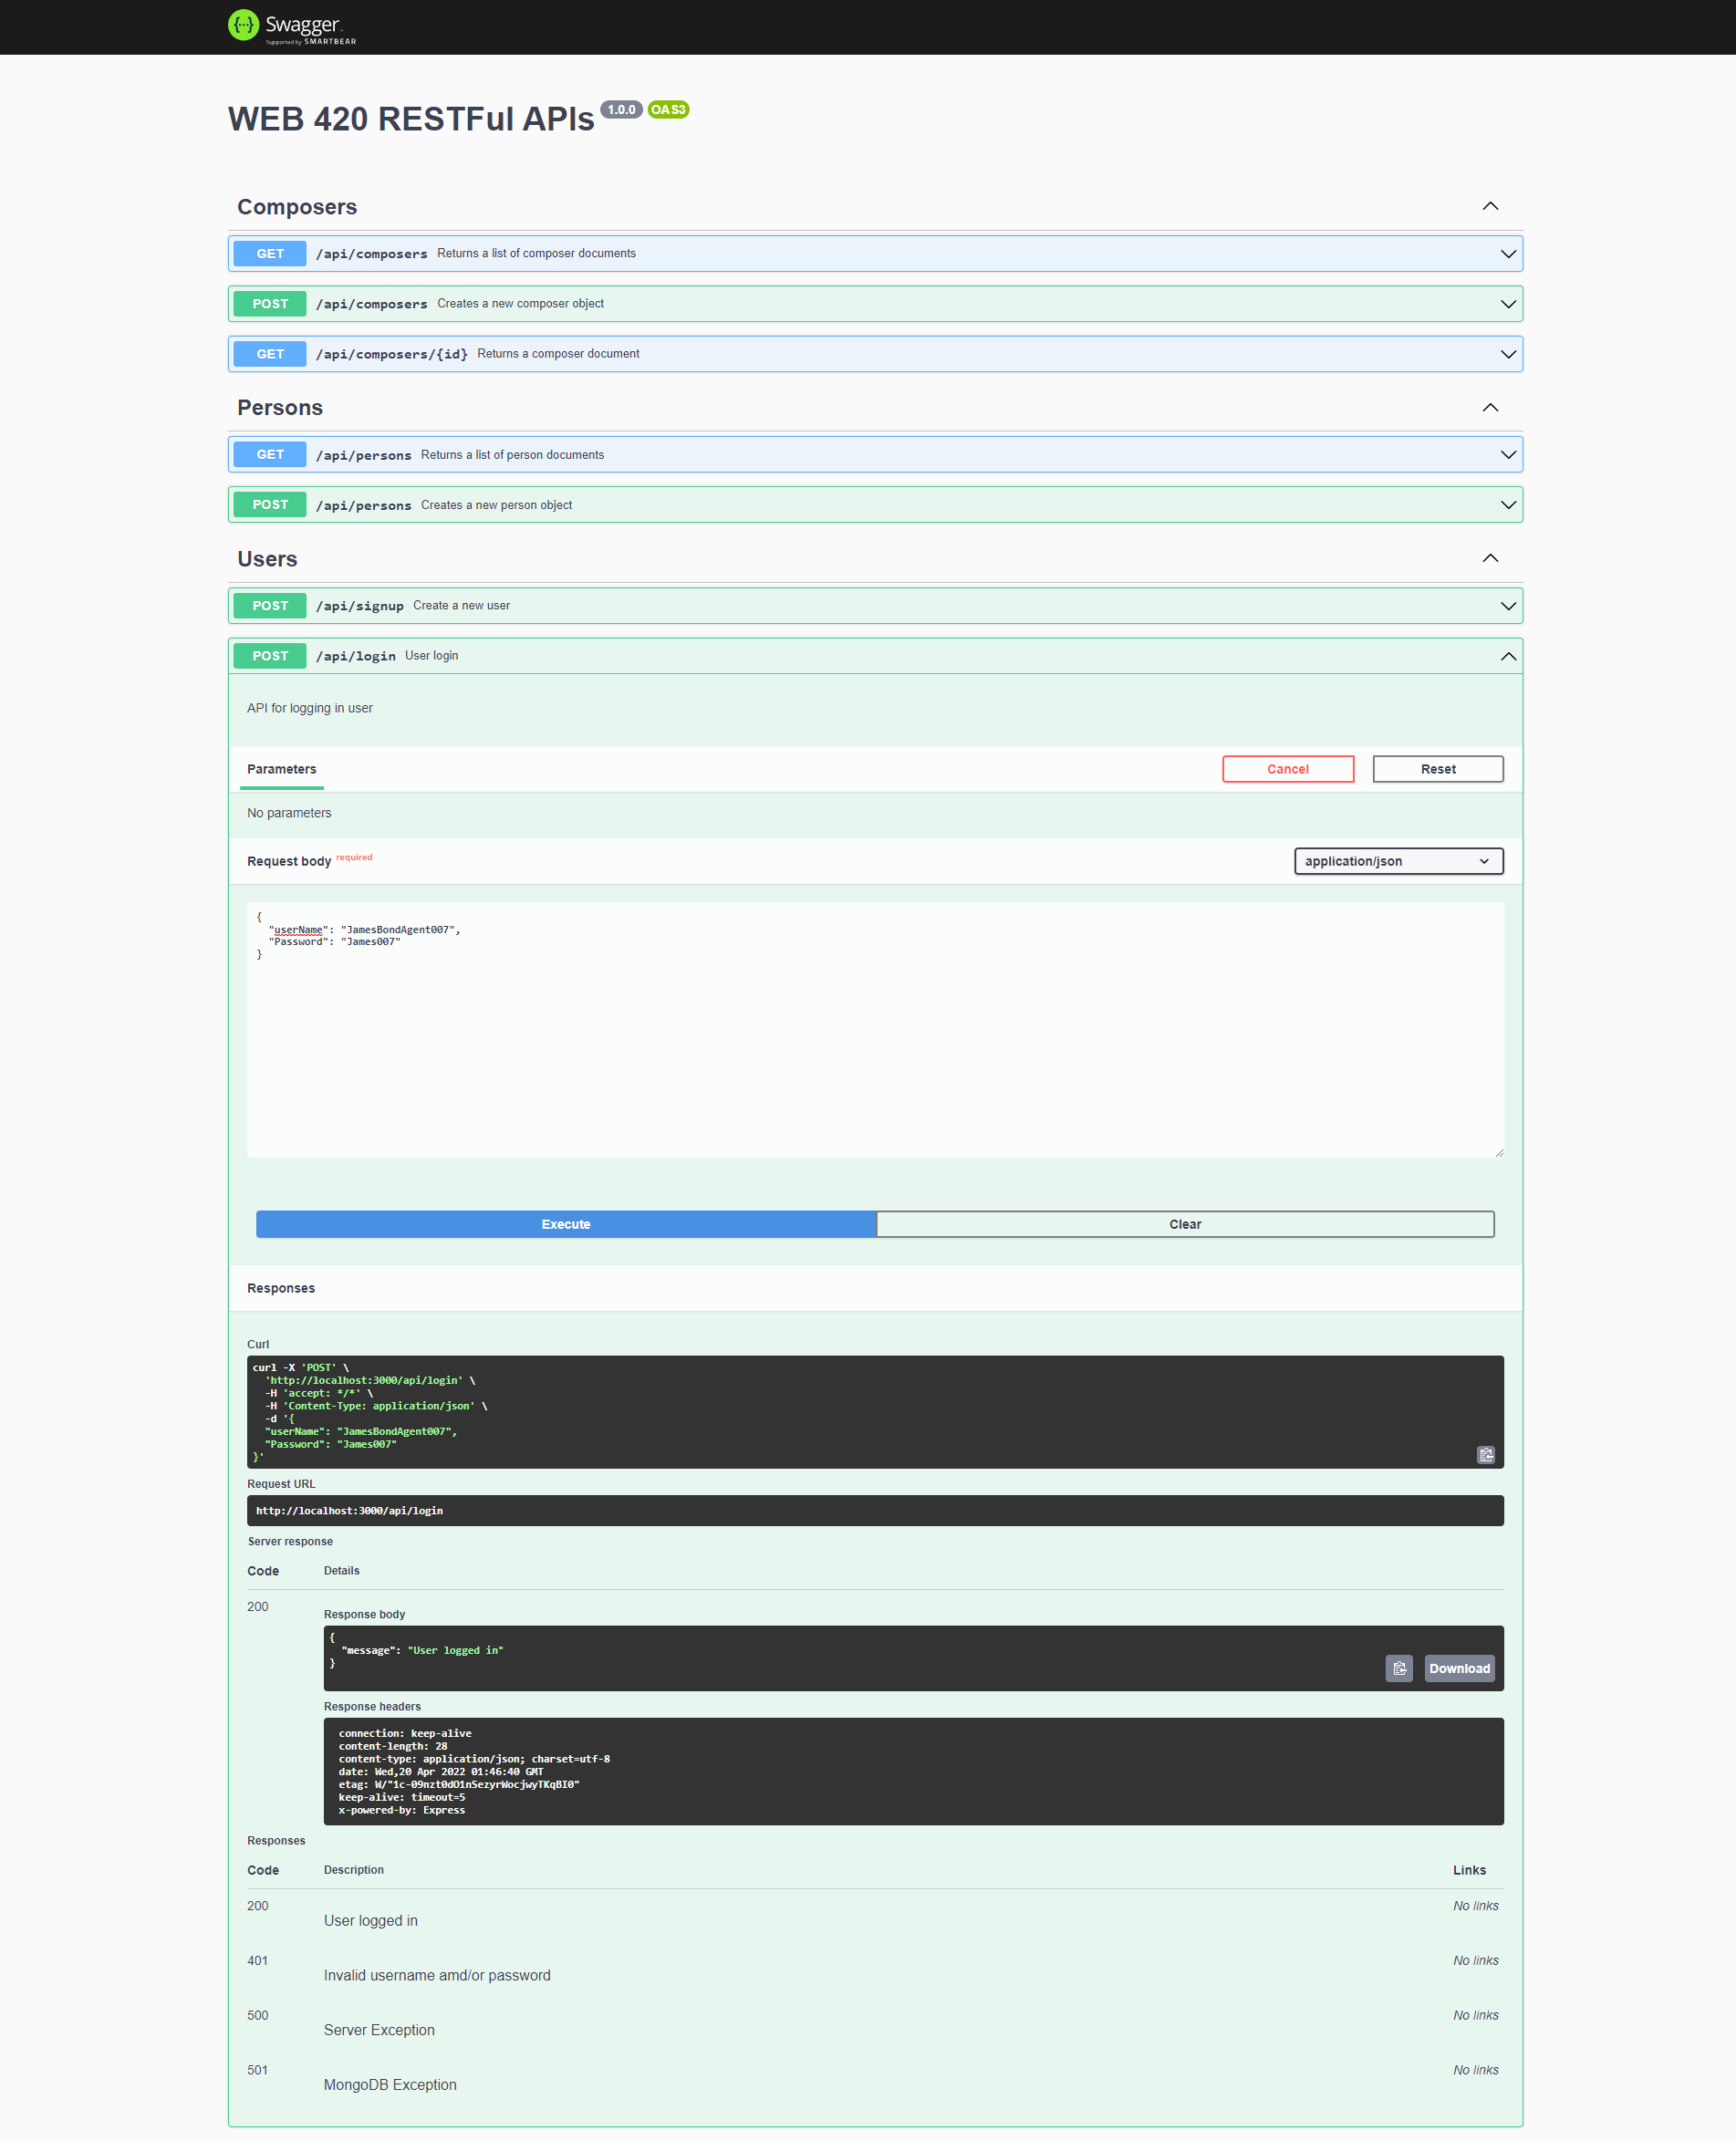 Swagger
Supported by SMARTBEAR
WEB 420 RESTFul APIs 1.0.0 OAS3
Composers
GET /api/composers Returns a list of composer documents
POST /api/composers Creates a new composer object
GET /api/composers/{id} Returns a composer document
Persons
GET /api/persons Returns a list of person documents
POST /api/persons Creates a new person object
Users
POST /api/signup Create a new user
POST /api/login User login
API for logging in user
Parameters Cancel Reset
No parameters
Request body required application/json
{
"userName": "JamesBondAgent007",
"Password": "James007"
}
Execute Clear
Responses
Curl
curl -X 'POST' \
'http://localhost:3000/api/login' \
-H 'accept: */*' \
-H 'Content-Type: application/json' \
-d '{
"userName": "JamesBondAgent007",
"Password": "James007"
}'
Request URL
http://localhost:3000/api/login
Server response
Code Details
200
Response body
{
"message": "User logged in"
}
Download
Response headers
connection: keep-alive
content-length: 28
content-type: application/json; charset=utf-8
date: Wed,20 Apr 2022 01:46:40 GMT
etag: W/"1c-09nzt0dO1nSezyrWocjwyTKqBI0"
keep-alive: timeout=5
x-powered-by: Express
Responses
Code Description Links
200 No links
User logged in
401 No links
Invalid username amd/or password
500 No links
Server Exception
501 No links
MongoDB Exception